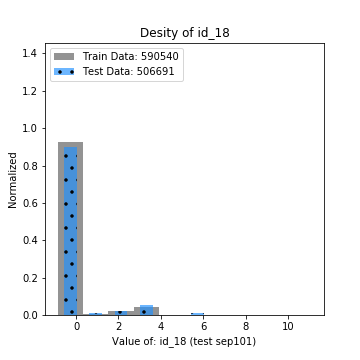 Desity of id_18
Train Data: 590540
Test Data: 506691
Normalized
1.4
1.2
1.0
0.8
0.6
0.4
0.2
0.0
0 2 4 6 8 10
Value of: id_18 (test sep101)